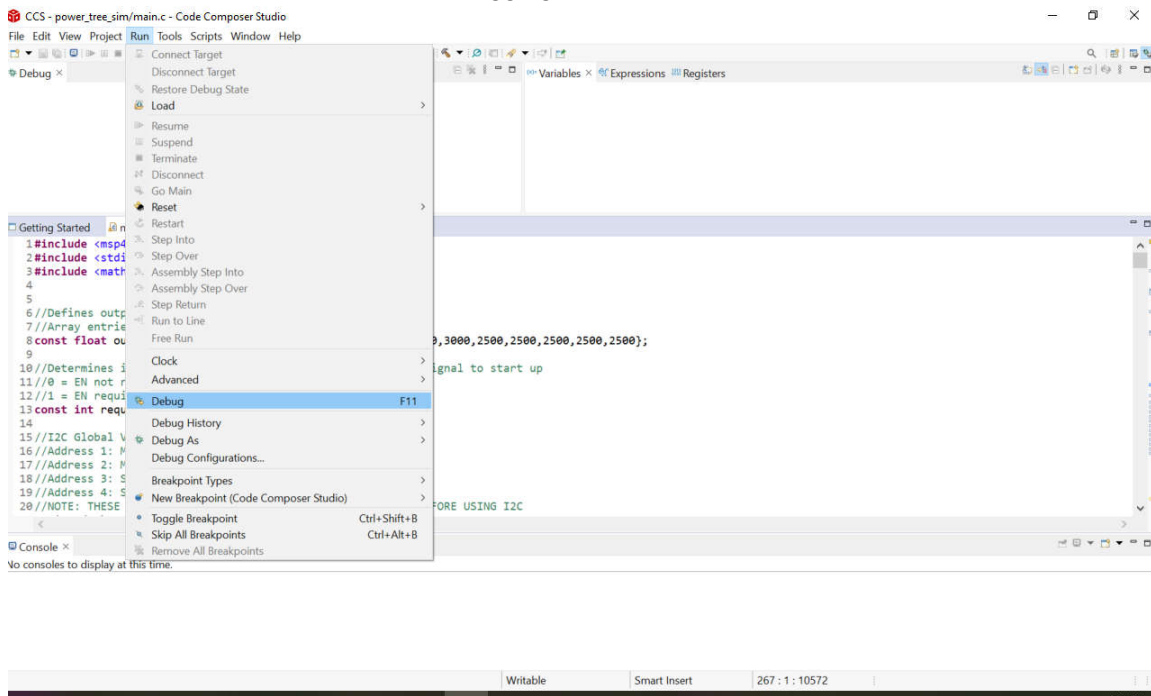 CCS - power_tree_sim/main.c - Code Composer Studio
File Edit View Project Run Tools Scripts Window Help
Debug
Variables Expressions Registers
Connect Target
Disconnect Target
Restore Debug State
Load
Resume
Suspend
Terminate
Disconnect
Go Main
Reset
Restart
Step Into
Step Over
Assembly Step Into
Assembly Step Over
Step Return
Run to Line
Free Run
Clock
Advanced
Debug F11
Debug History
Debug As
Debug Configurations...
Breakpoint Types
New Breakpoint (Code Composer Studio)
Toggle Breakpoint Ctrl+Shift+B
Skip All Breakpoints Ctrl+Alt+B
Remove All Breakpoints
Getting Started
1 #include <msp4
2 #include <stdi
3 #include <math
4
5
6 //Defines outp
7 //Array entrie
8 const float ou 0,3000,2500,2500,2500,2500,2500};
9
10 //Determines i ignal to start up
11 //0 = EN not r
12 //1 = EN requi
13 const int requ
14
15 //I2C Global V
16 //Address 1: M
17 //Address 2: M
18 //Address 3: S
19 //Address 4: S
20 //NOTE: THESE FORE USING I2C
Console
No consoles to display at this time.
Writable Smart Insert 267 : 1 : 10572